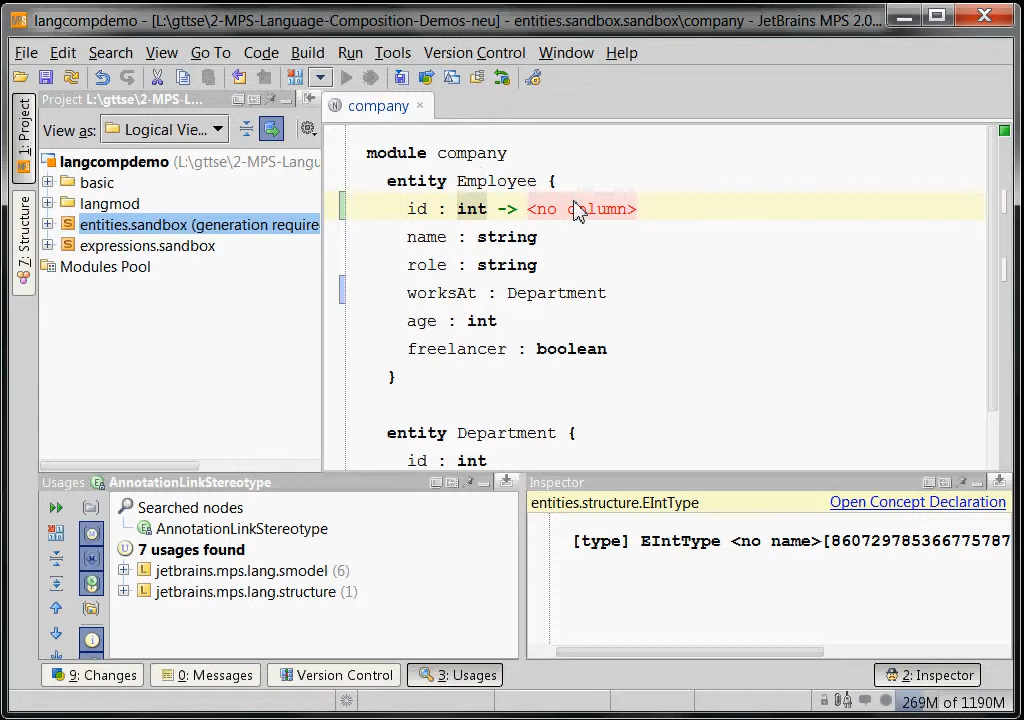 langcompdemo - [L:\gttse\2-MPS-Language-Composition-Demos-neu] - entities.sandbox.sandbox\company - JetBrains MPS 2.0...
File Edit Search View Go To Code Build Run Tools Version Control Window Help
Project L:\gttse\2-MPS-L...
company
1: Project
View as: Logical Vie...
langcompdemo (L:\gttse\2-MPS-Langu
basic
langmod
entities.sandbox (generation require
expressions.sandbox
Modules Pool
7: Structure
module company
entity Employee {
id : int -> <no column>
name : string
role : string
worksAt : Department
age : int
freelancer : boolean
}
entity Department {
id : int
Usages AnnotationLinkStereotype
Searched nodes
AnnotationLinkStereotype
7 usages found
jetbrains.mps.lang.smodel (6)
jetbrains.mps.lang.structure (1)
Inspector
entities.structure.EIntType Open Concept Declaration
[type] EIntType <no name>[860729785366775787
9: Changes 0: Messages Version Control 3: Usages 2: Inspector
269M of 1190M